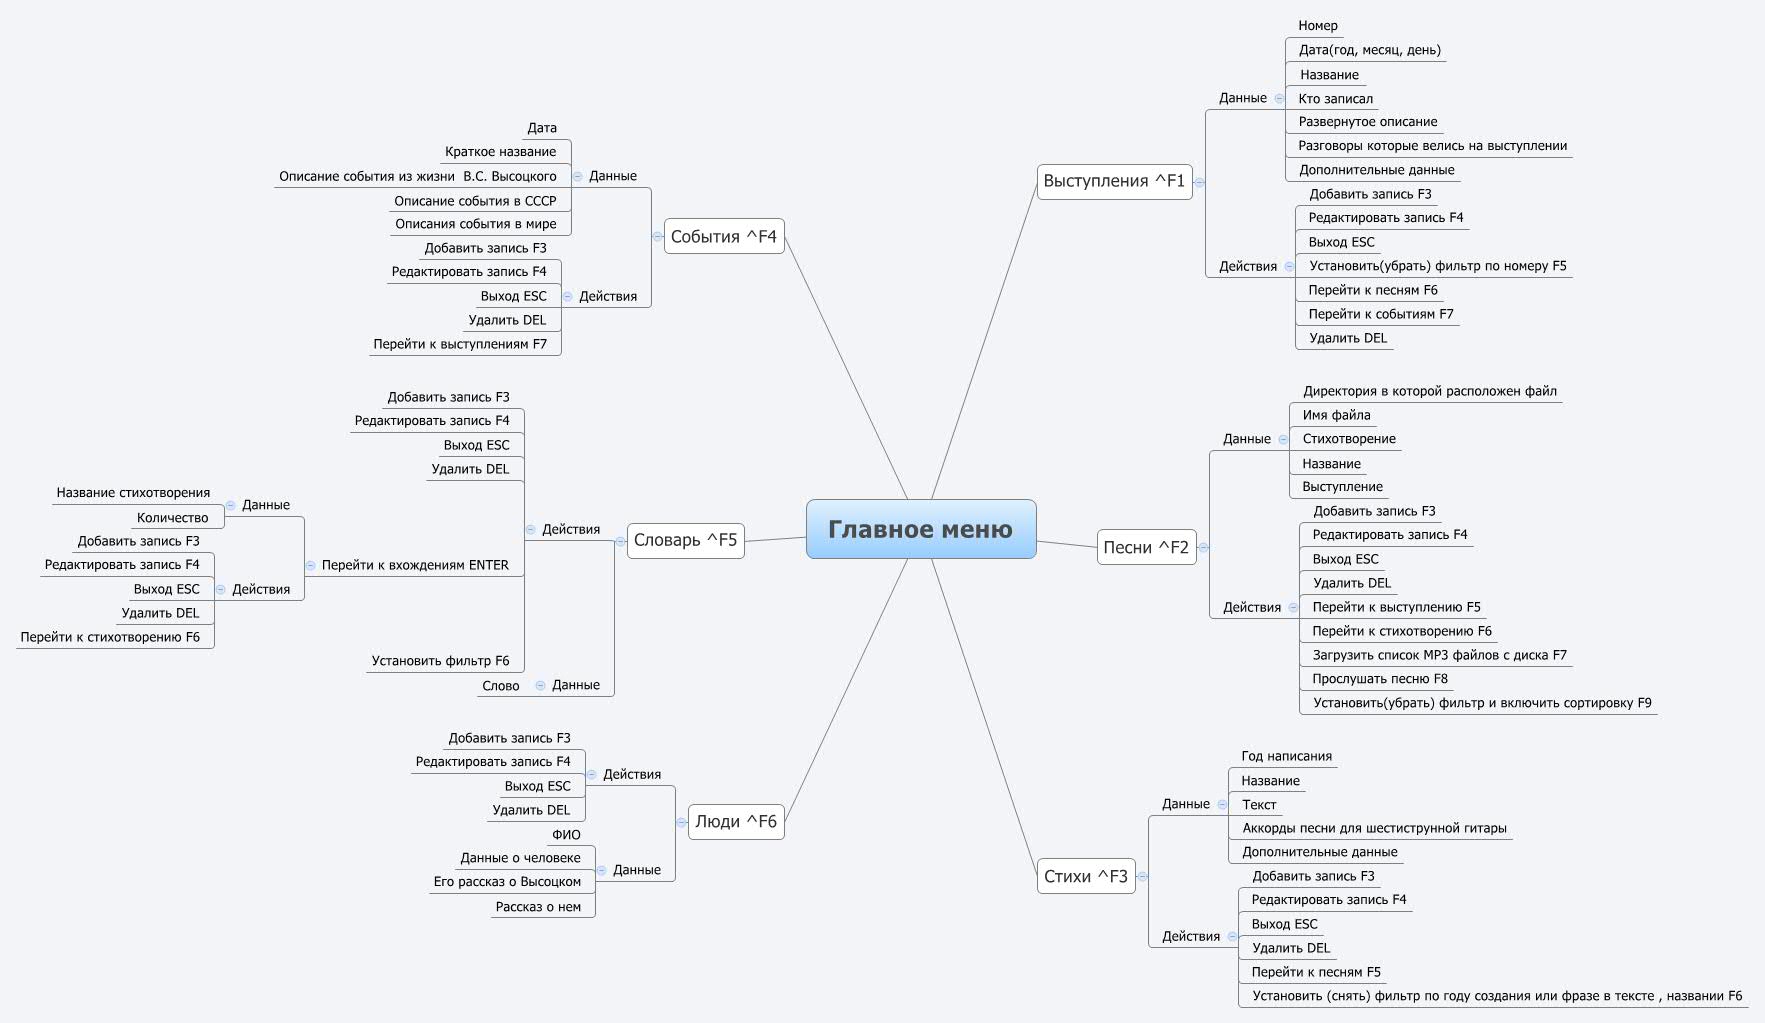 Главное меню
Выступления ^F1
Данные
Номер
Дата(год, месяц, день)
Название
Кто записал
Развернутое описание
Разговоры которые велись на выступлении
Дополнительные данные
Действия
Добавить запись F3
Редактировать запись F4
Выход ESC
Установить(убрать) фильтр по номеру F5
Перейти к песням F6
Перейти к событиям F7
Удалить DEL
Песни ^F2
Данные
Директория в которой расположен файл
Имя файла
Стихотворение
Название
Выступление
Действия
Добавить запись F3
Редактировать запись F4
Выход ESC
Удалить DEL
Перейти к выступлению F5
Перейти к стихотворению F6
Загрузить список MP3 файлов с диска F7
Прослушать песню F8
Установить(убрать) фильтр и включить сортировку F9
Стихи ^F3
Данные
Год написания
Название
Текст
Аккорды песни для шестиструнной гитары
Дополнительные данные
Действия
Добавить запись F3
Редактировать запись F4
Выход ESC
Удалить DEL
Перейти к песням F5
Установить (снять) фильтр по году создания или фразе в тексте , названии F6
События ^F4
Данные
Дата
Краткое название
Описание события из жизни  В.С. Высоцкого
Описание события в СССР
Описания события в мире
Действия
Добавить запись F3
Редактировать запись F4
Выход ESC
Удалить DEL
Перейти к выступлениям F7
Словарь ^F5
Действия
Добавить запись F3
Редактировать запись F4
Выход ESC
Удалить DEL
Перейти к вхождениям ENTER
Данные
Название стихотворения
Количество
Действия
Добавить запись F3
Редактировать запись F4
Выход ESC
Удалить DEL
Перейти к стихотворению F6
Установить фильтр F6
Данные
Слово
Люди ^F6
Действия
Добавить запись F3
Редактировать запись F4
Выход ESC
Удалить DEL
Данные
ФИО
Данные о человеке
Его рассказ о Высоцком
Рассказ о нем